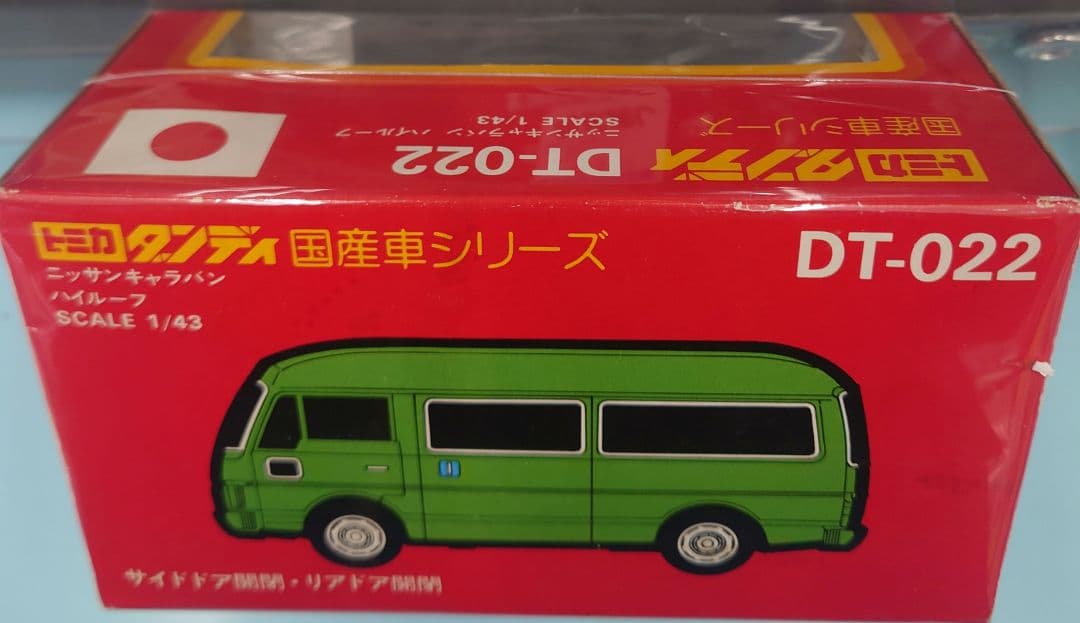 トミカ ダンディ 国産車シリーズ
ニッサンキャラバン ハイルーフ
SCALE 1/43
DT-022
トミカ ダンディ 国産車シリーズ DT-022
ニッサンキャラバン
ハイルーフ
SCALE 1/43
サイドドア開閉・リアドア開閉